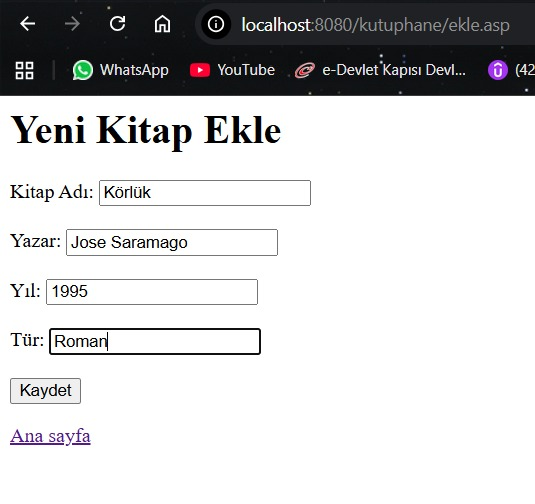 localhost:8080/kutuphane/ekle.asp
WhatsApp YouTube e-Devlet Kapısı Devl... (42
Yeni Kitap Ekle
Kitap Adı: Körlük
Yazar: Jose Saramago
Yıl: 1995
Tür: Roman
Kaydet
Ana sayfa